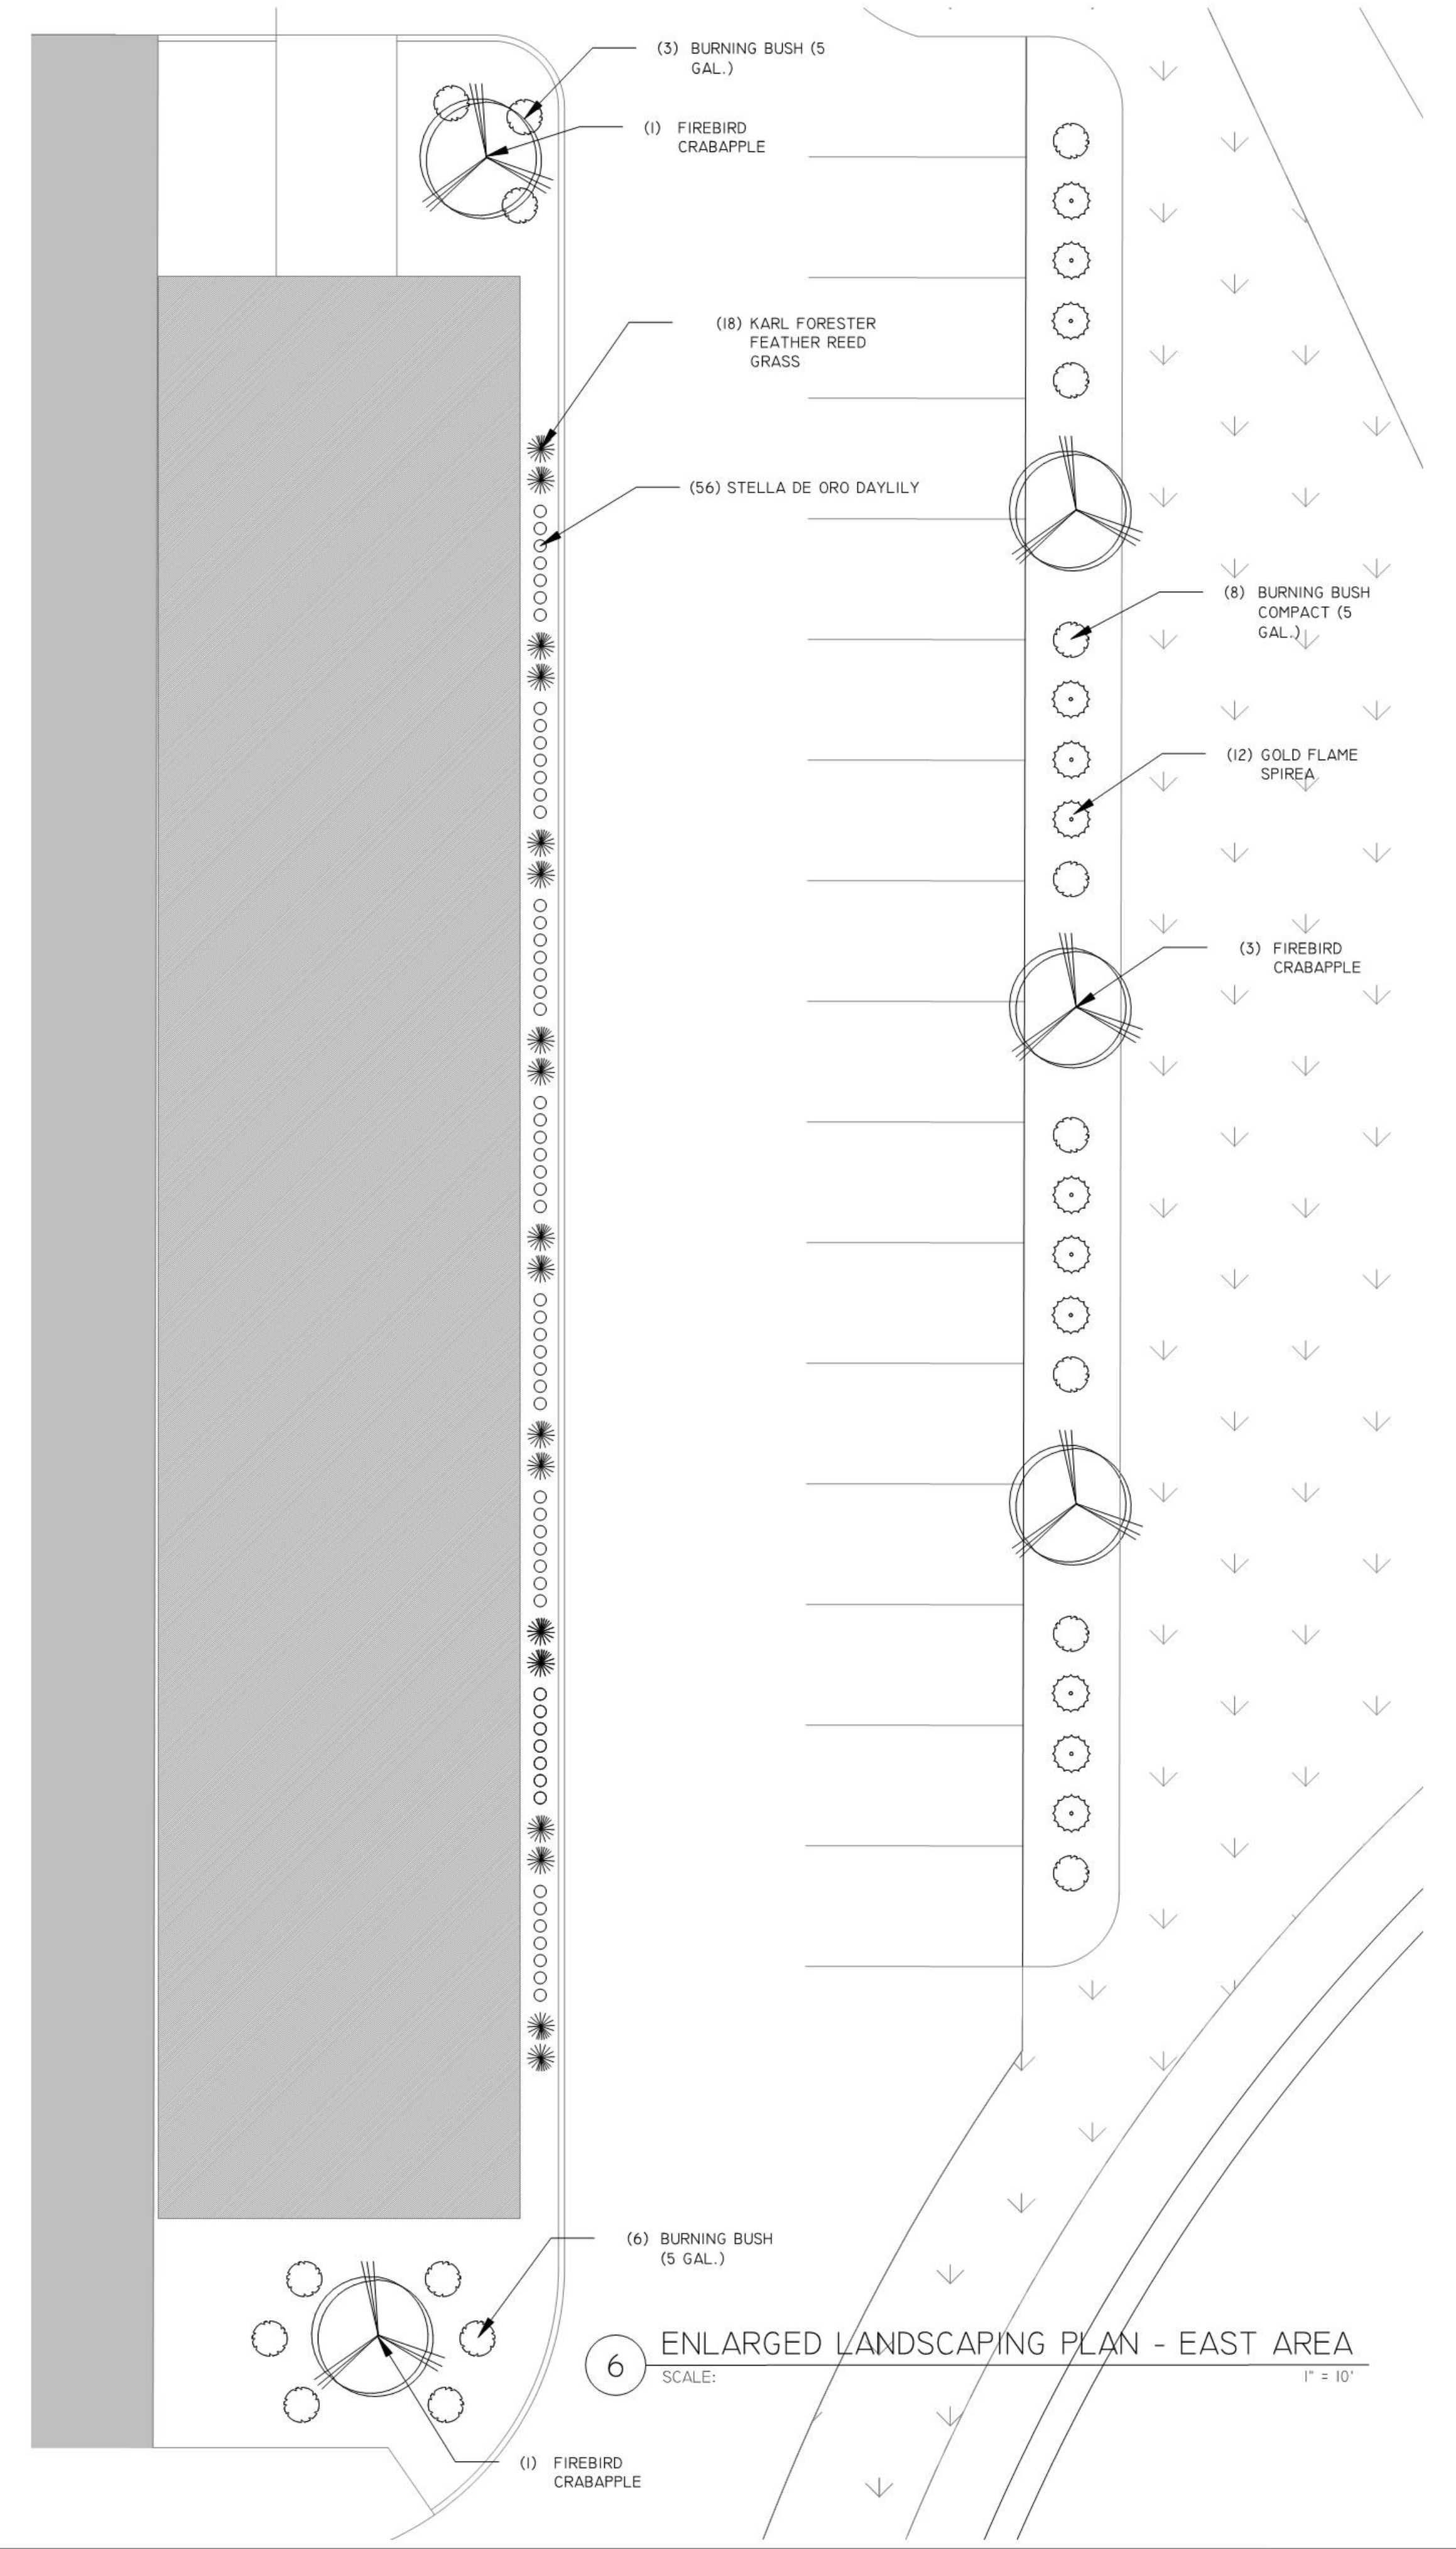 (3) BURNING BUSH (5
GAL.)
(1) FIREBIRD
CRABAPPLE
(18) KARL FORESTER
FEATHER REED
GRASS
(56) STELLA DE ORO DAYLILY
(8) BURNING BUSH
COMPACT (5
GAL.)
(12) GOLD FLAME
SPIREA
(3) FIREBIRD
CRABAPPLE
(6) BURNING BUSH
(5 GAL.)
6 ENLARGED LANDSCAPING PLAN - EAST AREA
SCALE: 1" = 10'
(1) FIREBIRD
CRABAPPLE